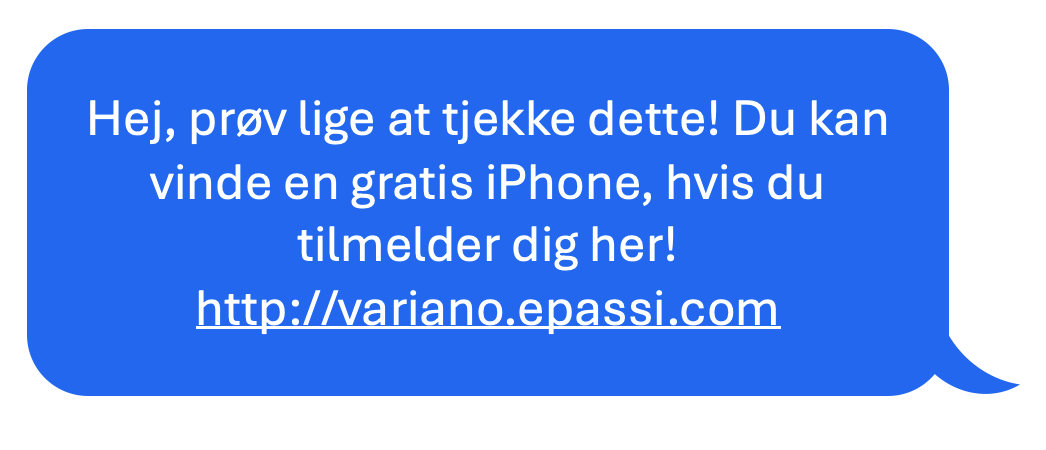 Hej, prøv lige at tjekke dette! Du kan
vinde en gratis iPhone, hvis du
tilmelder dig her!
http://variano.epassi.com